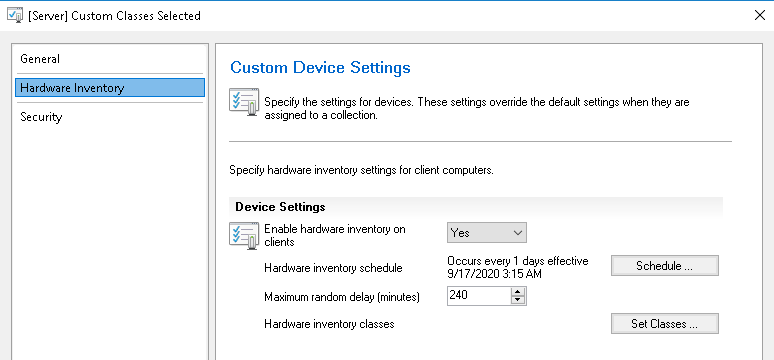 [Server] Custom Classes Selected
General
Hardware Inventory
Security
Custom Device Settings
Specify the settings for devices. These settings override the default settings when they are
assigned to a collection.
Specify hardware inventory settings for client computers.
Device Settings
Enable hardware inventory on
clients
Yes
Hardware inventory schedule
Occurs every 1 days effective
9/17/2020 3:15 AM
Schedule ...
Maximum random delay (minutes)
240
Hardware inventory classes
Set Classes ...